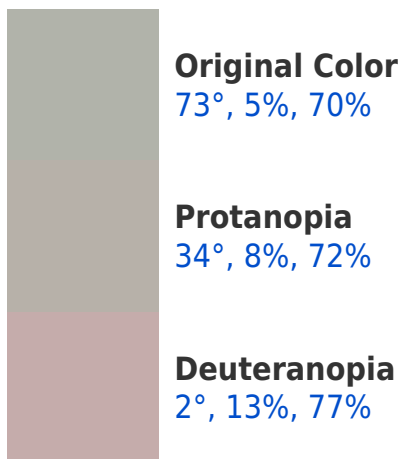 Original Color
73°, 5%, 70%
Protanopia
34°, 8%, 72%
Deuteranopia
2°, 13%, 77%